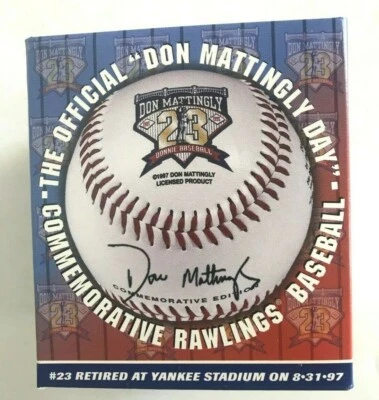 THE OFFICIAL "DON MATTINGLY DAY"
COMMEMORATIVE RAWLINGS® BASEBALL
DON MATTINGLY
23
DONNIE BASEBALL
©1997 DON MATTINGLY
LICENSED PRODUCT
Don Mattingly
COMMEMORATIVE EDITION
#23 RETIRED AT YANKEE STADIUM ON 8•31•97